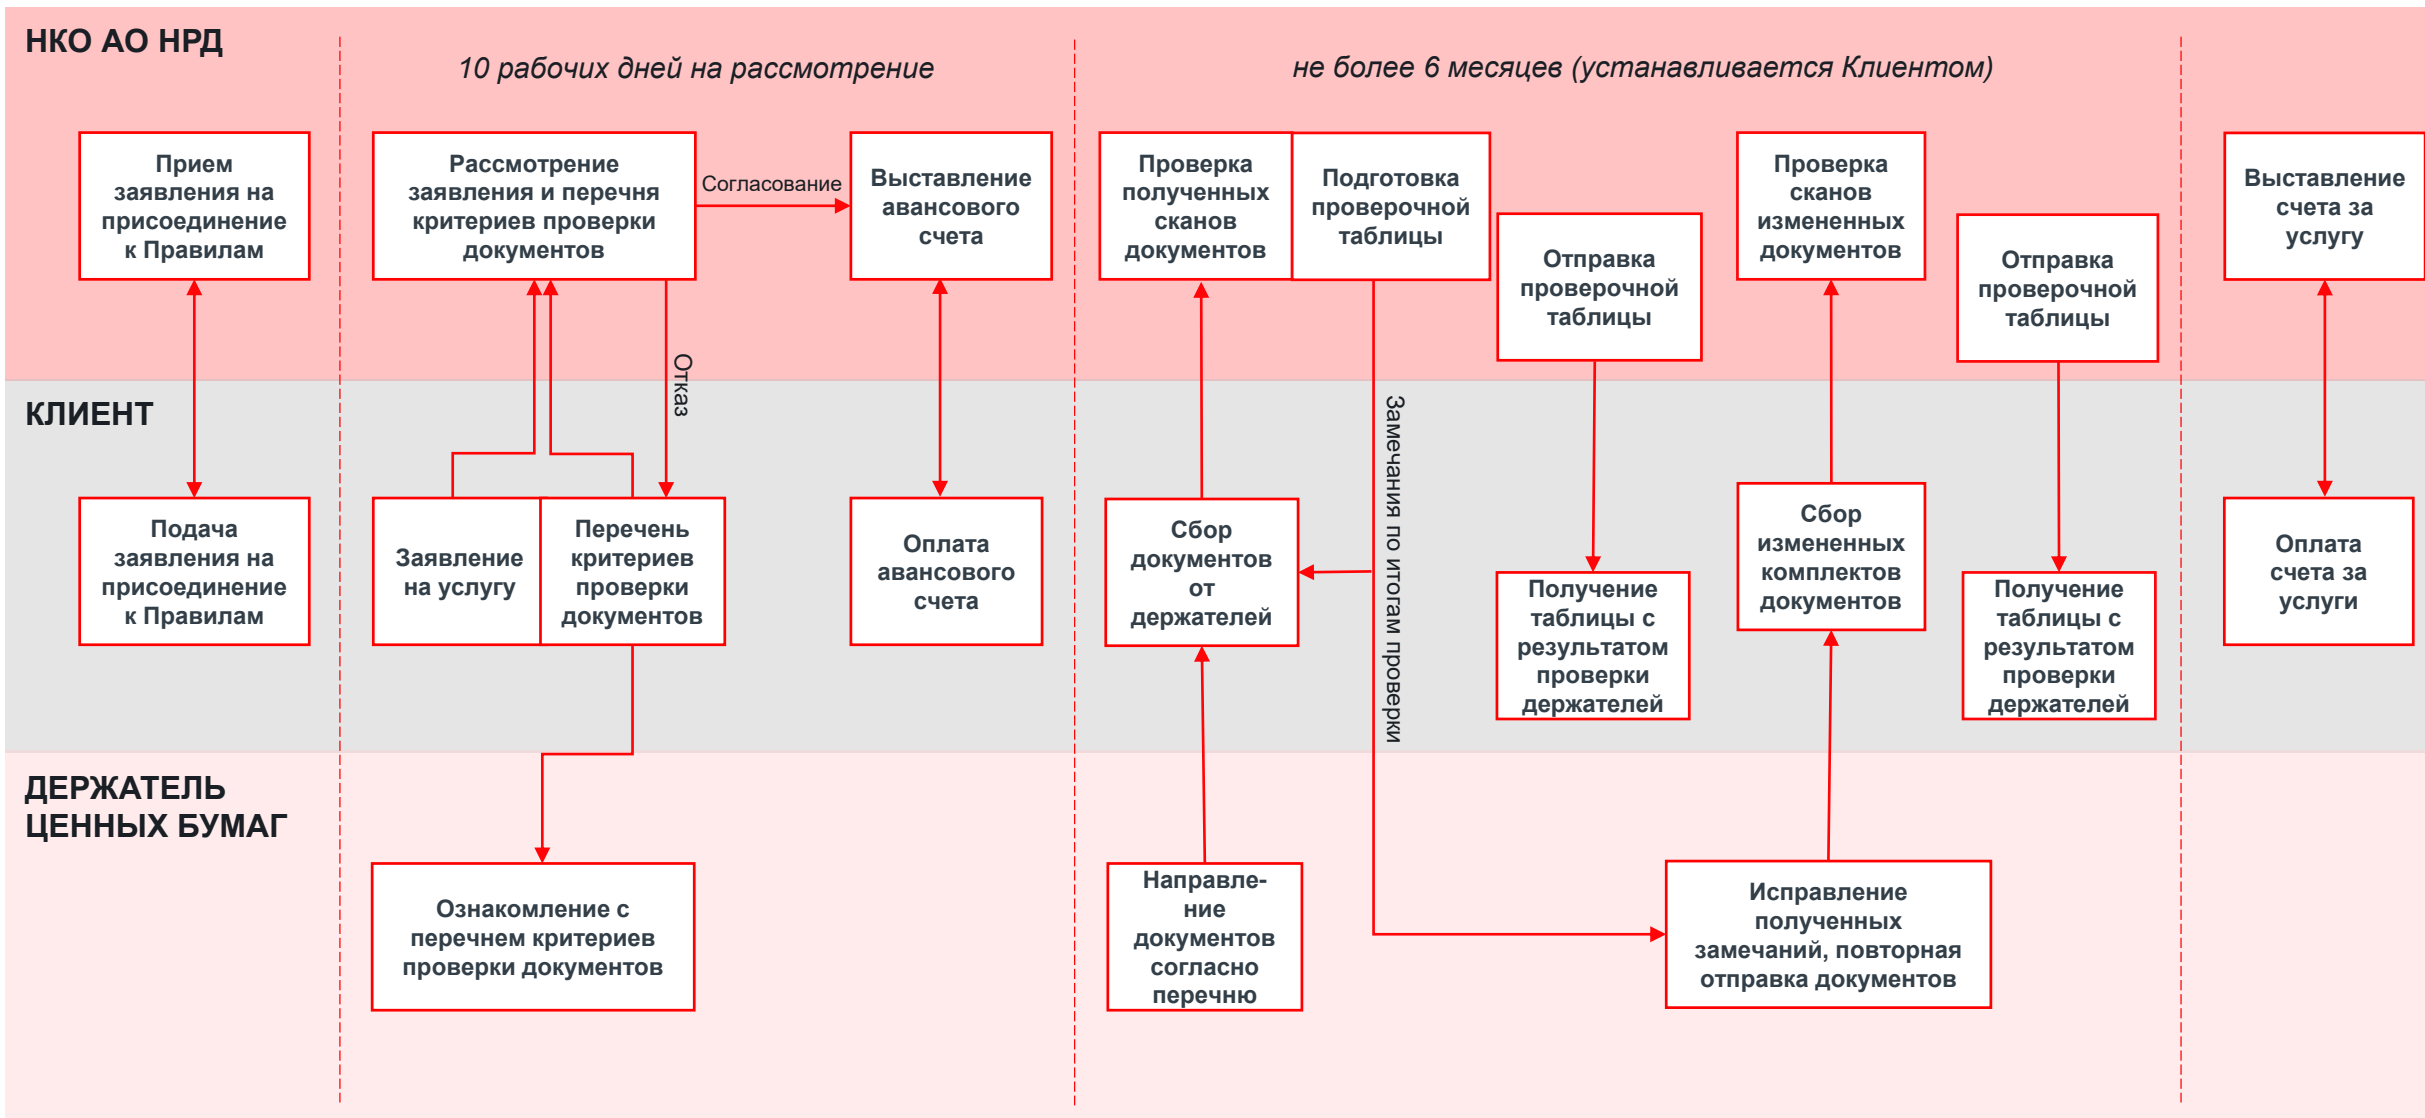 НКО АО НРД
10 рабочих дней на рассмотрение
не более 6 месяцев (устанавливается Клиентом)
Прием
заявления на
присоединение
к Правилам
Рассмотрение
заявления и перечня
критериев проверки
документов
Согласование
Выставление
авансового
счета
Проверка
полученных
сканов
документов
Подготовка
проверочной
таблицы
Отправка
проверочной
таблицы
Проверка
сканов
измененных
документов
Отправка
проверочной
таблицы
Выставление
счета за
услугу
Отказ
КЛИЕНТ
Подача
заявления на
присоединение
к Правилам
Заявление
на услугу
Перечень
критериев
проверки
документов
Оплата
авансового
счета
Сбор
документов
от
держателей
Замечания по итогам проверки
Получение
таблицы с
результатом
проверки
держателей
Сбор
измененных
комплектов
документов
Получение
таблицы с
результатом
проверки
держателей
Оплата
счета за
услуги
ДЕРЖАТЕЛЬ
ЦЕННЫХ БУМАГ
Ознакомление с
перечнем критериев
проверки документов
Направле-
ние
документов
согласно
перечню
Исправление
полученных
замечаний, повторная
отправка документов